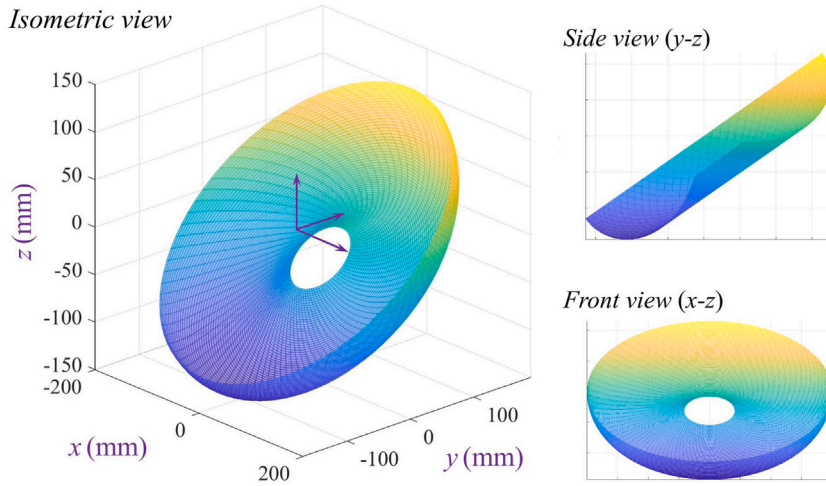 Isometric view
150
100
50
0
-50
-100
-150
z (mm)
-200
0
200
x (mm)
-100
0
100
y (mm)
Side view (y-z)
Front view (x-z)